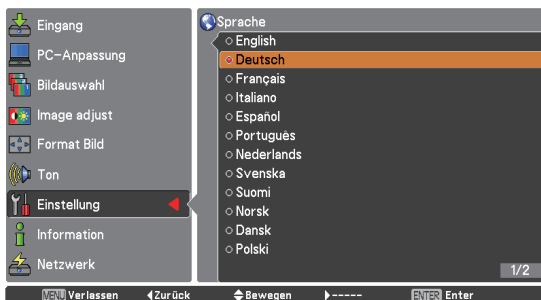 Eingang
PC-Anpassung
Bildauswahl
Image adjust
Format Bild
Ton
Einstellung
Information
Netzwerk
Sprache
English
Deutsch
Français
Italiano
Español
Português
Nederlands
Svenska
Suomi
Norsk
Dansk
Polski
1/2
MENU Verlassen Zurück Bewegen ----- ENTER Enter